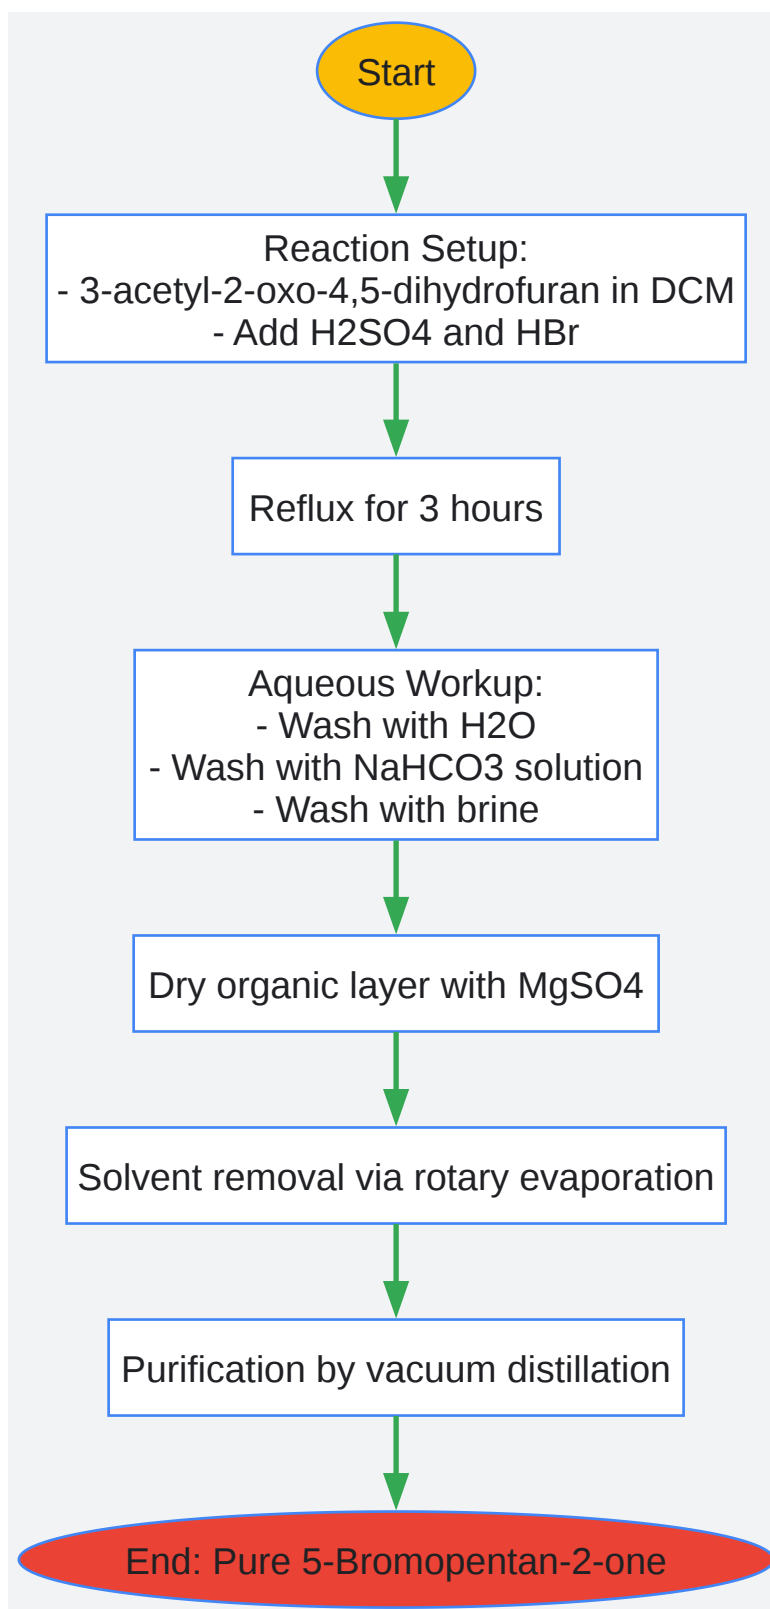 Start
Reaction Setup:
- 3-acetyl-2-oxo-4,5-dihydrofuran in DCM
- Add H2SO4 and HBr
Reflux for 3 hours
Aqueous Workup:
- Wash with H2O
- Wash with NaHCO3 solution
- Wash with brine
Dry organic layer with MgSO4
Solvent removal via rotary evaporation
Purification by vacuum distillation
End: Pure 5-Bromopentan-2-one